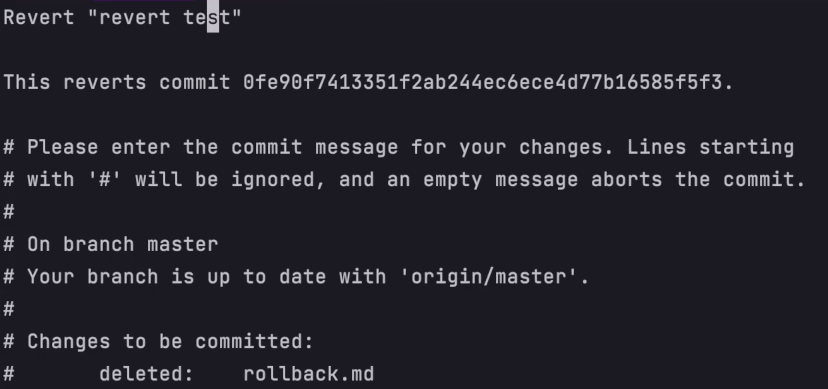 Revert "revert test"
This reverts commit 0fe90f7413351f2ab244ec6ece4d77b16585f5f3.
# Please enter the commit message for your changes. Lines starting
# with '#' will be ignored, and an empty message aborts the commit.
#
# On branch master
# Your branch is up to date with 'origin/master'.
#
# Changes to be committed:
#       deleted:    rollback.md